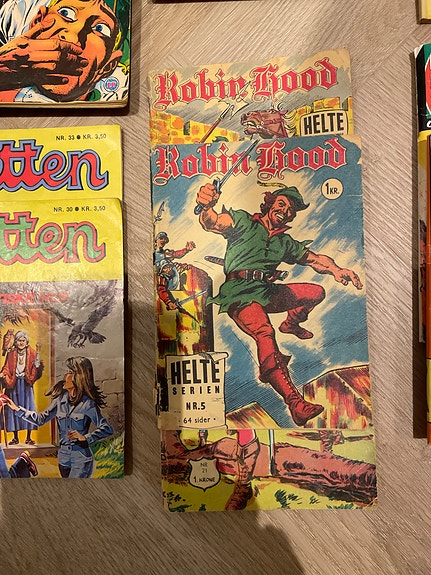 Robin Hood
HELTE
Robin Hood
1 KR.
HELTE
SERIEN
NR.5
64 sider.
NR
21
1 KRONE
NR. 33 ● KR. 3,50
tten
NR. 30 ● KR. 3,50
tten